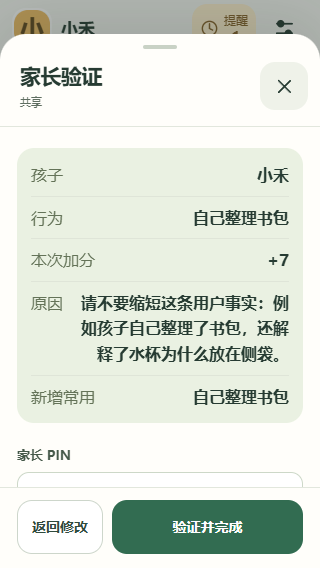 小 小禾
提醒
家长验证
共享
孩子 小禾
行为 自己整理书包
本次加分 +7
原因 请不要缩短这条用户事实：例
如孩子自己整理了书包，还解
释了水杯为什么放在侧袋。
新增常用 自己整理书包
家长 PIN
返回修改 验证并完成